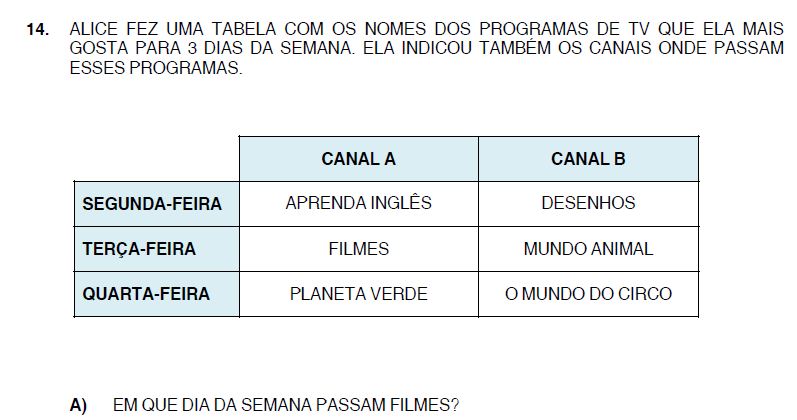 14. ALICE FEZ UMA TABELA COM OS NOMES DOS PROGRAMAS DE TV QUE ELA MAIS
GOSTA PARA 3 DIAS DA SEMANA. ELA INDICOU TAMBÉM OS CANAIS ONDE PASSAM
ESSES PROGRAMAS.
CANAL A CANAL B
SEGUNDA-FEIRA APRENDA INGLÊS DESENHOS
TERÇA-FEIRA FILMES MUNDO ANIMAL
QUARTA-FEIRA PLANETA VERDE O MUNDO DO CIRCO
A) EM QUE DIA DA SEMANA PASSAM FILMES?